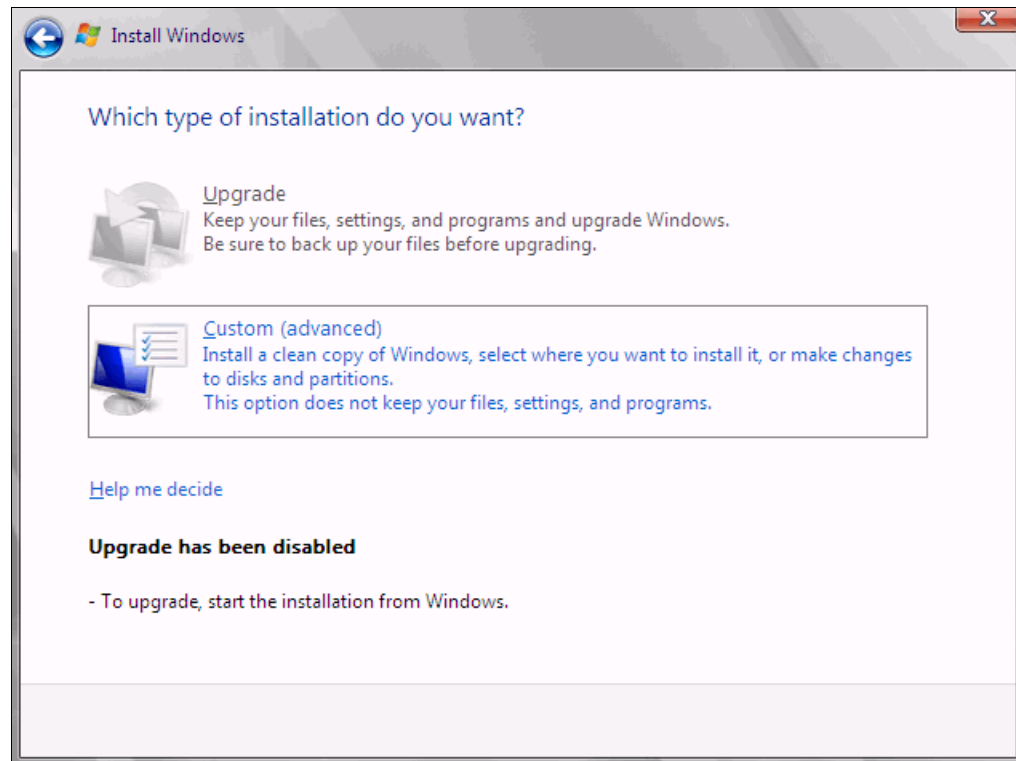 Install Windows
Which type of installation do you want?
Upgrade
Keep your files, settings, and programs and upgrade Windows.
Be sure to back up your files before upgrading.
Custom (advanced)
Install a clean copy of Windows, select where you want to install it, or make changes
to disks and partitions.
This option does not keep your files, settings, and programs.
Help me decide
Upgrade has been disabled
- To upgrade, start the installation from Windows.